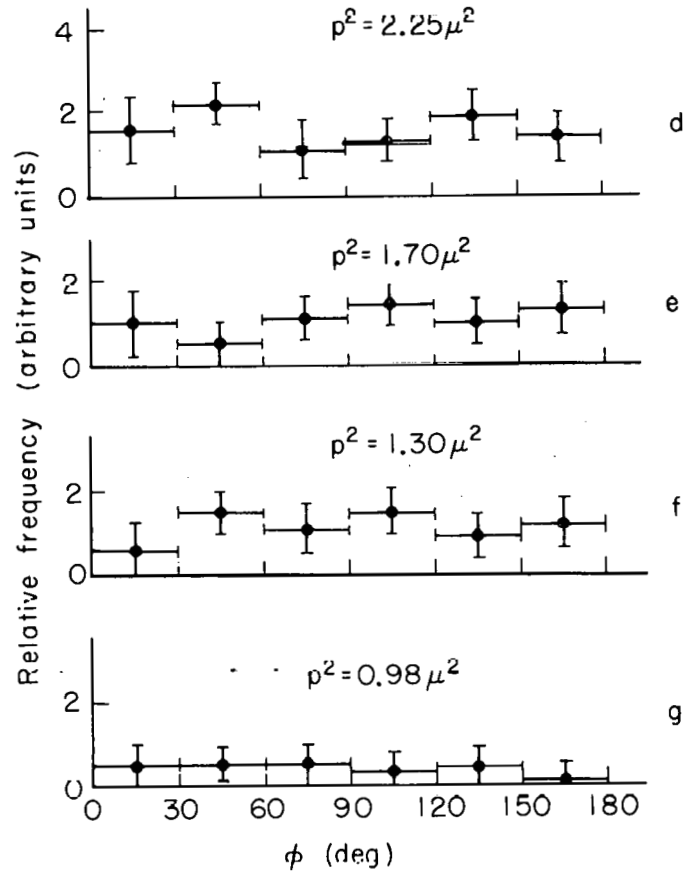 p² = 2.25μ²
4
2
0
d
p² = 1.70μ²
2
0
e
p² = 1.30μ²
2
0
f
p² = 0.98μ²
2
0
g
0 30 60 90 120 150 180
φ (deg)
Relative frequency (arbitrary units)